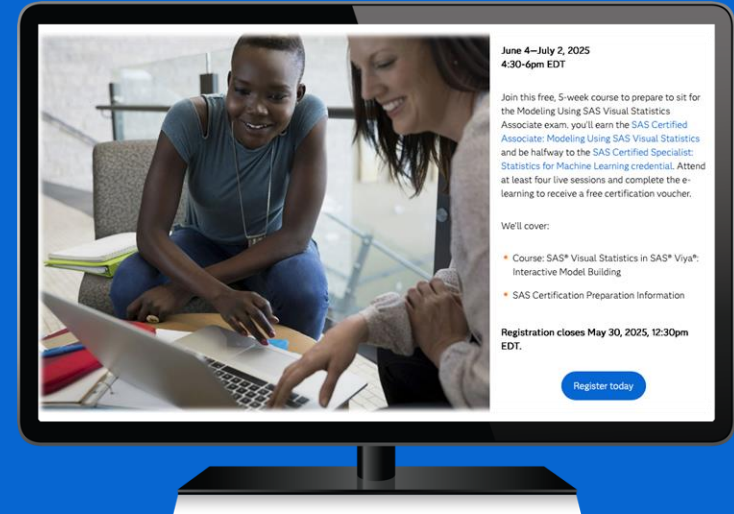 June 4—July 2, 2025
4:30-6pm EDT
Join this free, 5-week course to prepare to sit for
the Modeling Using SAS Visual Statistics
Associate exam. you'll earn the SAS Certified
Associate: Modeling Using SAS Visual Statistics
and be halfway to the SAS Certified Specialist:
Statistics for Machine Learning credential. Attend
at least four live sessions and complete the e-
learning to receive a free certification voucher.
We'll cover:
• Course: SAS® Visual Statistics in SAS® Viya®:
Interactive Model Building
• SAS Certification Preparation Information
Registration closes May 30, 2025, 12:30pm
EDT.
Register today